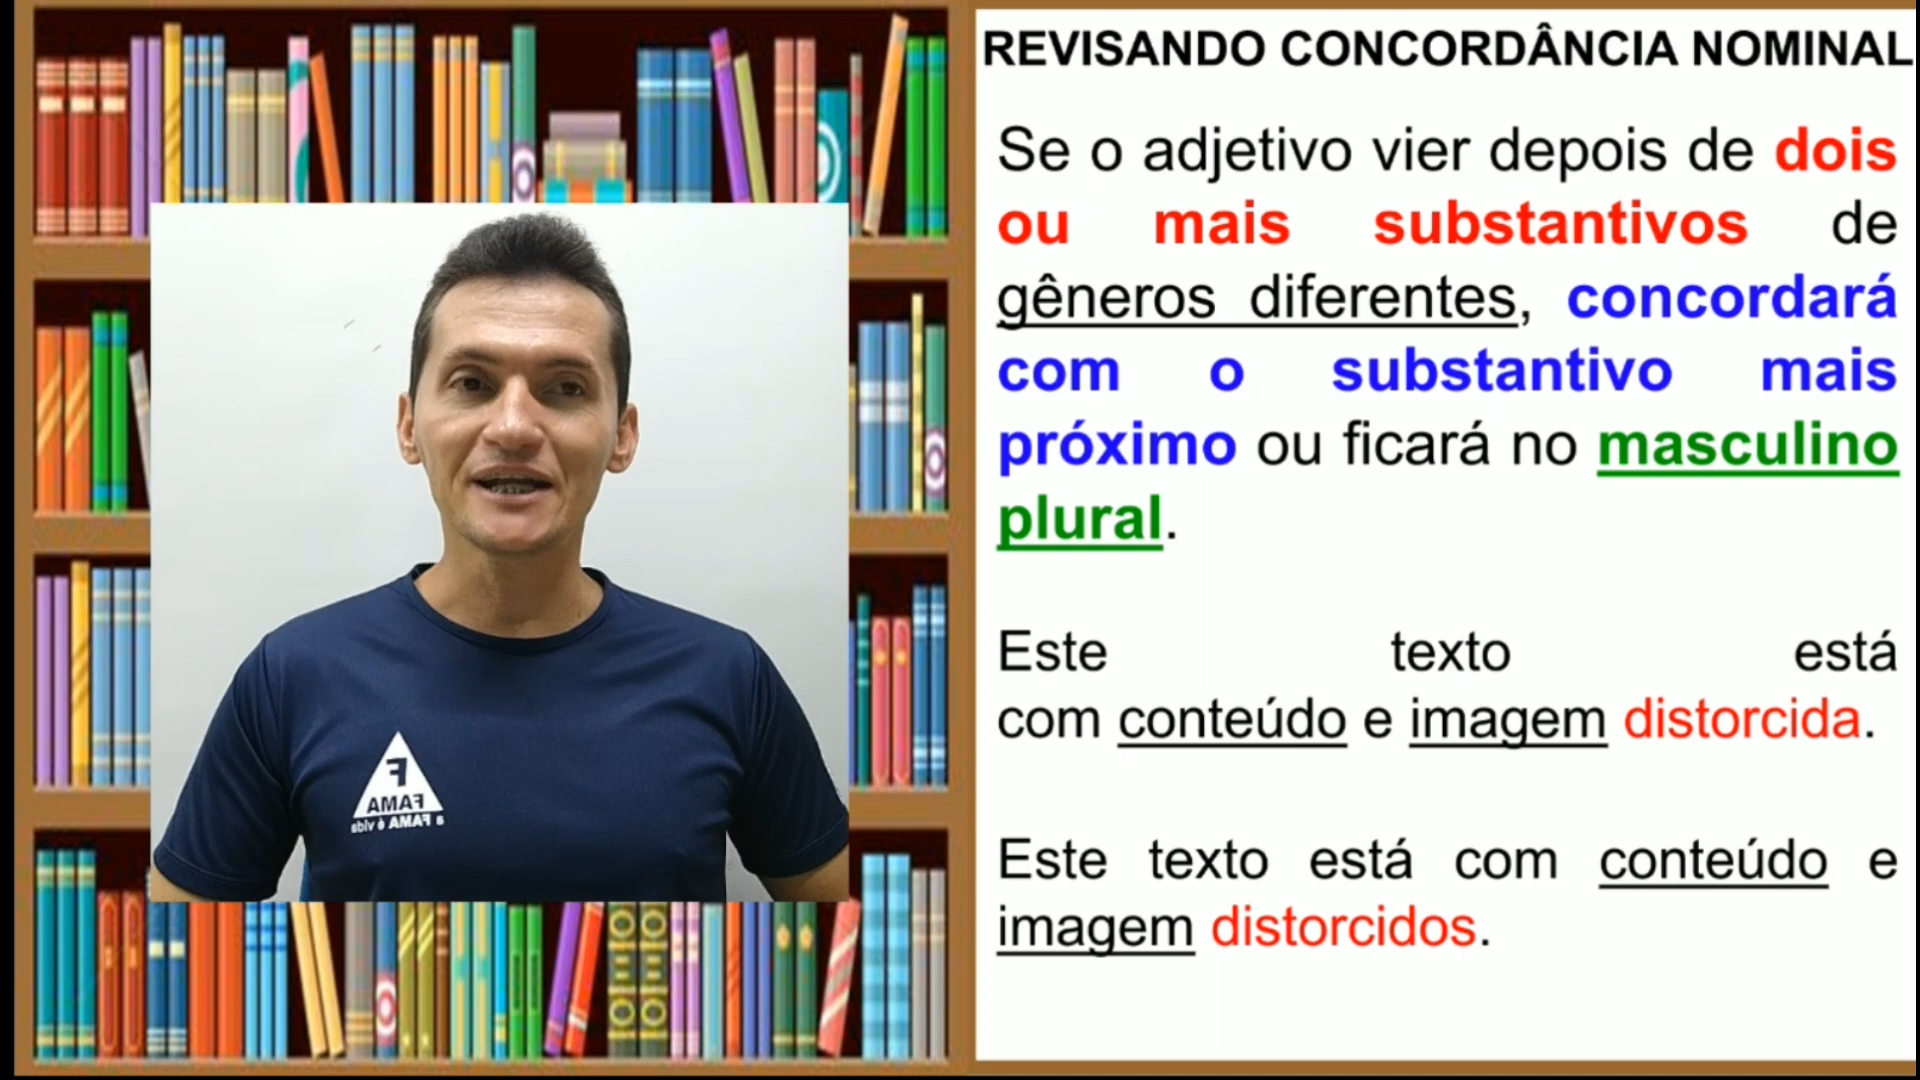 REVISANDO CONCORDÂNCIA NOMINAL
Se o adjetivo vier depois de dois
ou mais substantivos de
gêneros diferentes, concordará
com o substantivo mais
próximo ou ficará no masculino
plural.
Este texto está
com conteúdo e imagem distorcida.
Este texto está com conteúdo e
imagem distorcidos.
F
FAMA
a FAMA é vida